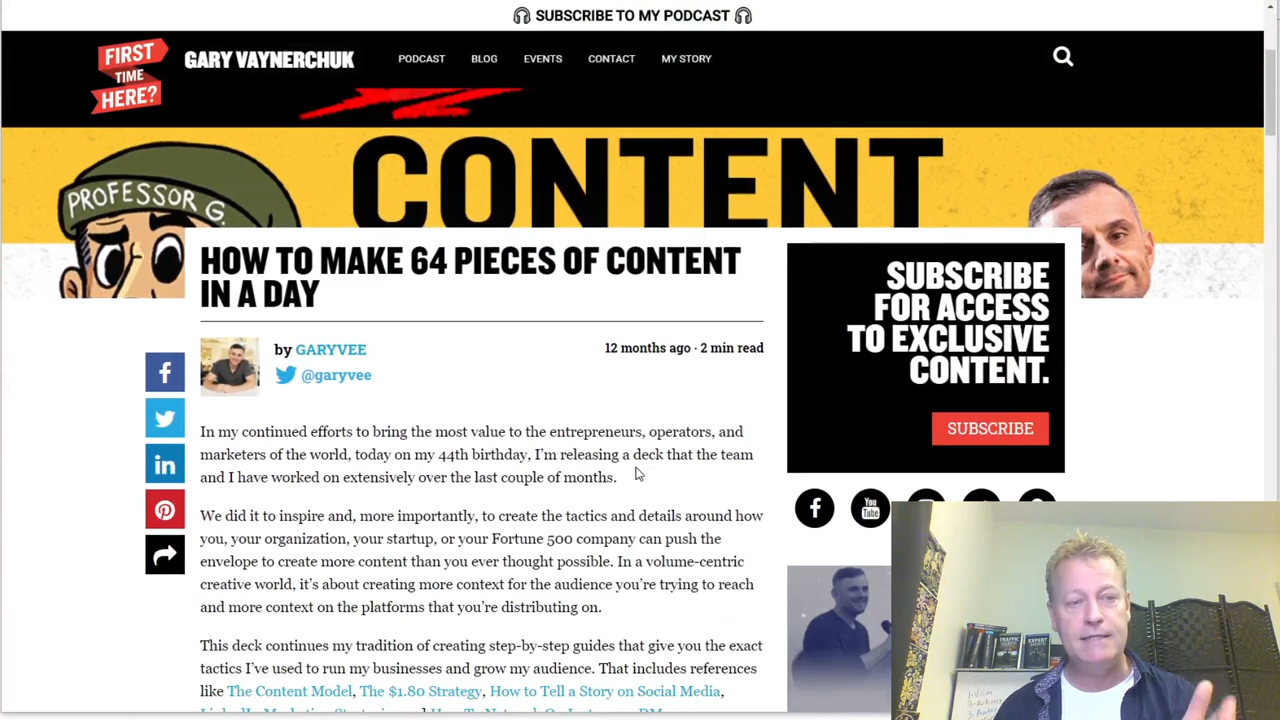 SUBSCRIBE TO MY PODCAST
FIRST
TIME
HERE?
GARY VAYNERCHUK
PODCAST
BLOG
EVENTS
CONTACT
MY STORY
CONTENT
PROFESSOR G.
HOW TO MAKE 64 PIECES OF CONTENT
IN A DAY
by GARYVEE
@garyvee
12 months ago · 2 min read
In my continued efforts to bring the most value to the entrepreneurs, operators, and
marketers of the world, today on my 44th birthday, I’m releasing a deck that the team
and I have worked on extensively over the last couple of months.
We did it to inspire and, more importantly, to create the tactics and details around how
you, your organization, your startup, or your Fortune 500 company can push the
envelope to create more content than you ever thought possible. In a volume-centric
creative world, it’s about creating more context for the audience you’re trying to reach
and more context on the platforms that you’re distributing on.
This deck continues my tradition of creating step-by-step guides that give you the exact
tactics I’ve used to run my businesses and grow my audience. That includes references
like The Content Model, The $1.80 Strategy, How to Tell a Story on Social Media,
SUBSCRIBE
FOR ACCESS
TO EXCLUSIVE
CONTENT.
SUBSCRIBE
You
Tube
TRAFFIC
EXPERT